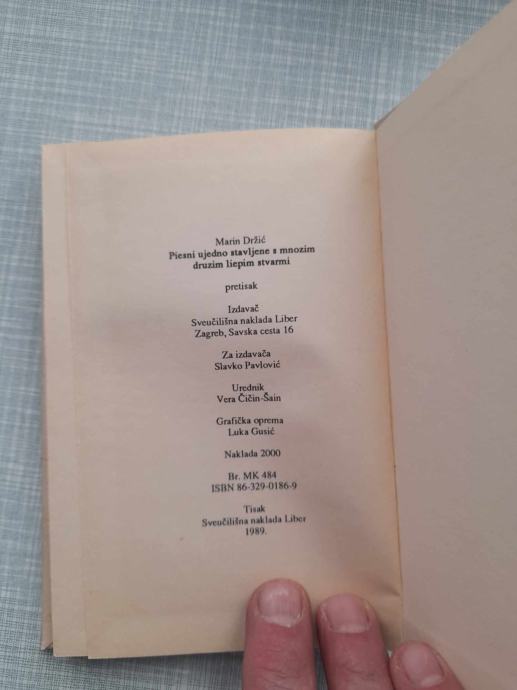 Marin Držić
Piesni ujedno stavljene s mnozim
druzim liepim stvarmi
pretisak
Izdavač
Sveučilišna naklada Liber
Zagreb, Savska cesta 16
Za izdavača
Slavko Pavlović
Urednik
Vera Čičin-Šain
Grafička oprema
Luka Gusić
Naklada 2000
Br. MK 484
ISBN 86-329-0186-9
Tisak
Sveučilišna naklada Liber
1989.